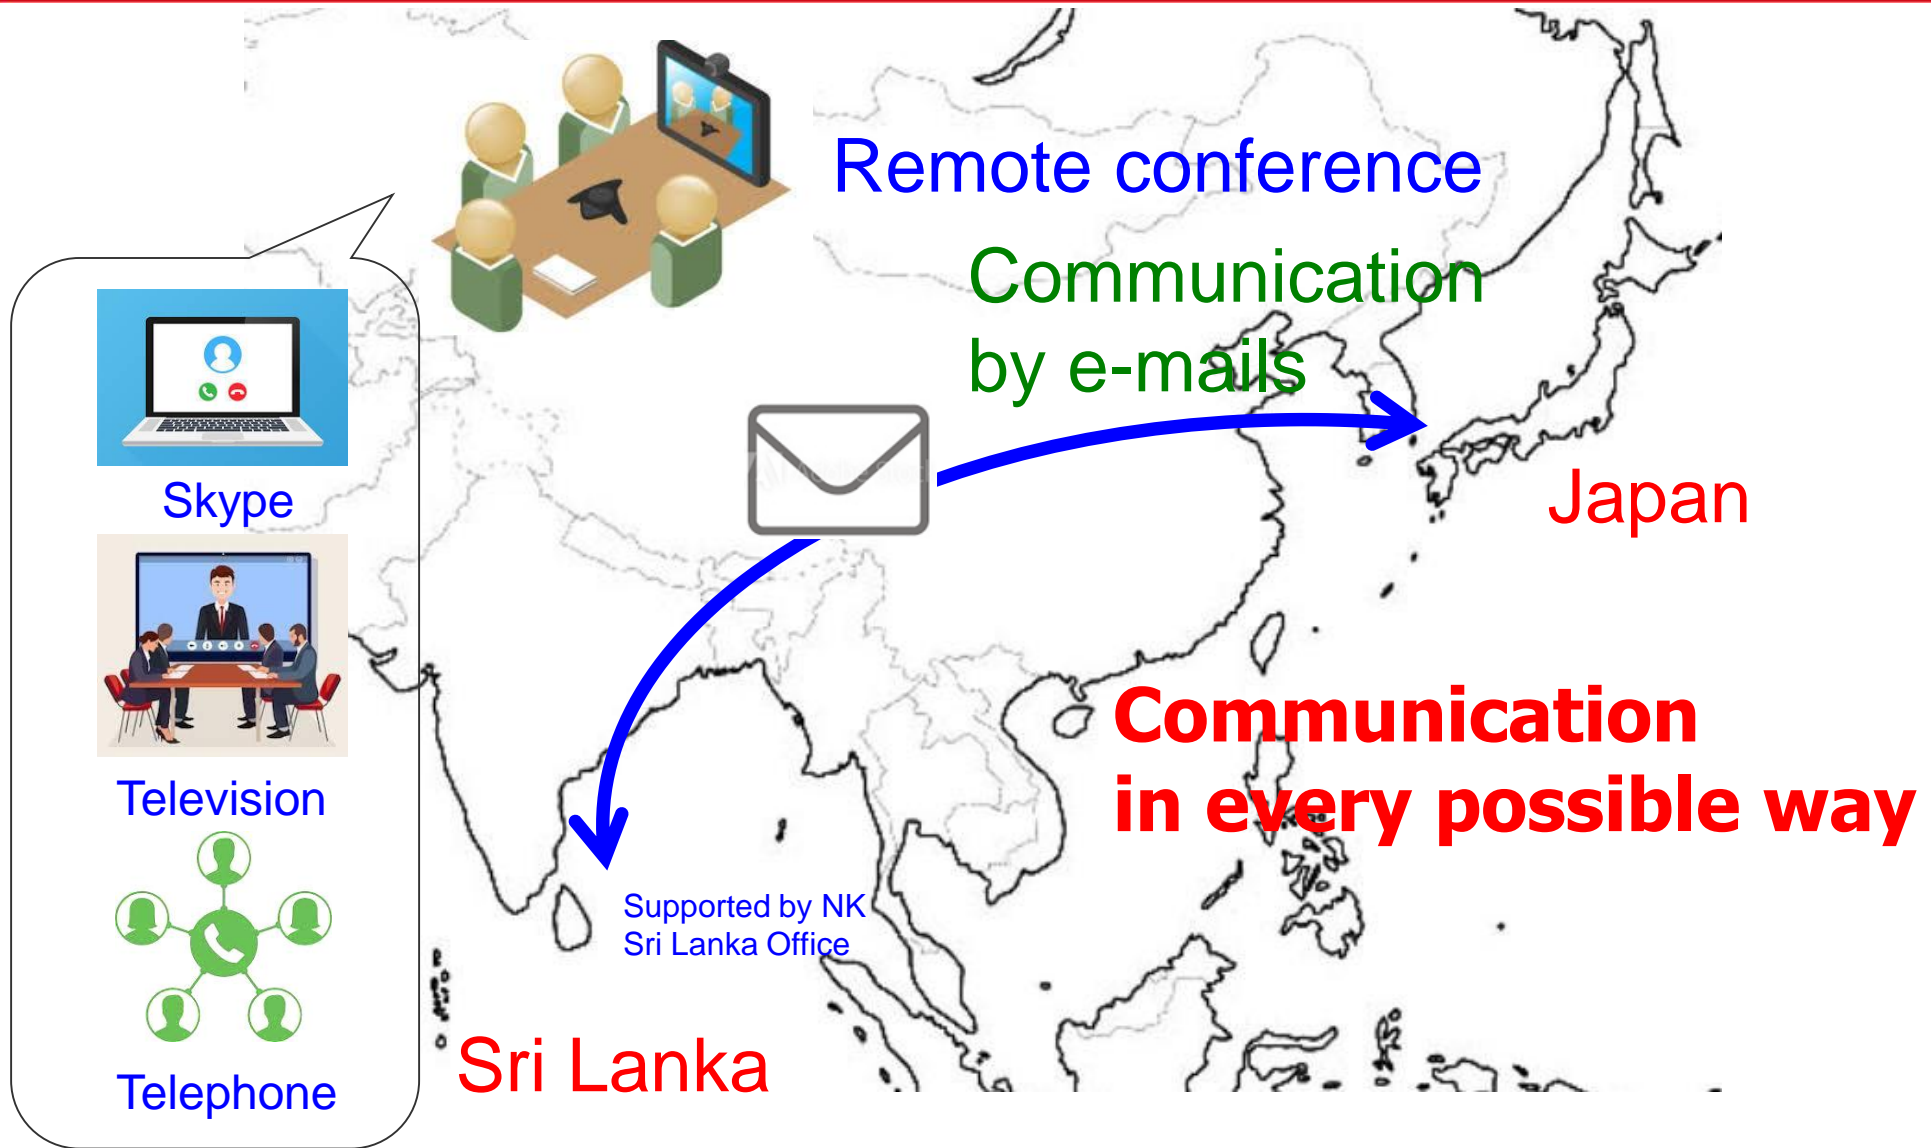 Remote conference
Communication
by e-mails
Skype
Television
Telephone
Japan
Communication
in every possible way
Supported by NK
Sri Lanka Office
Sri Lanka